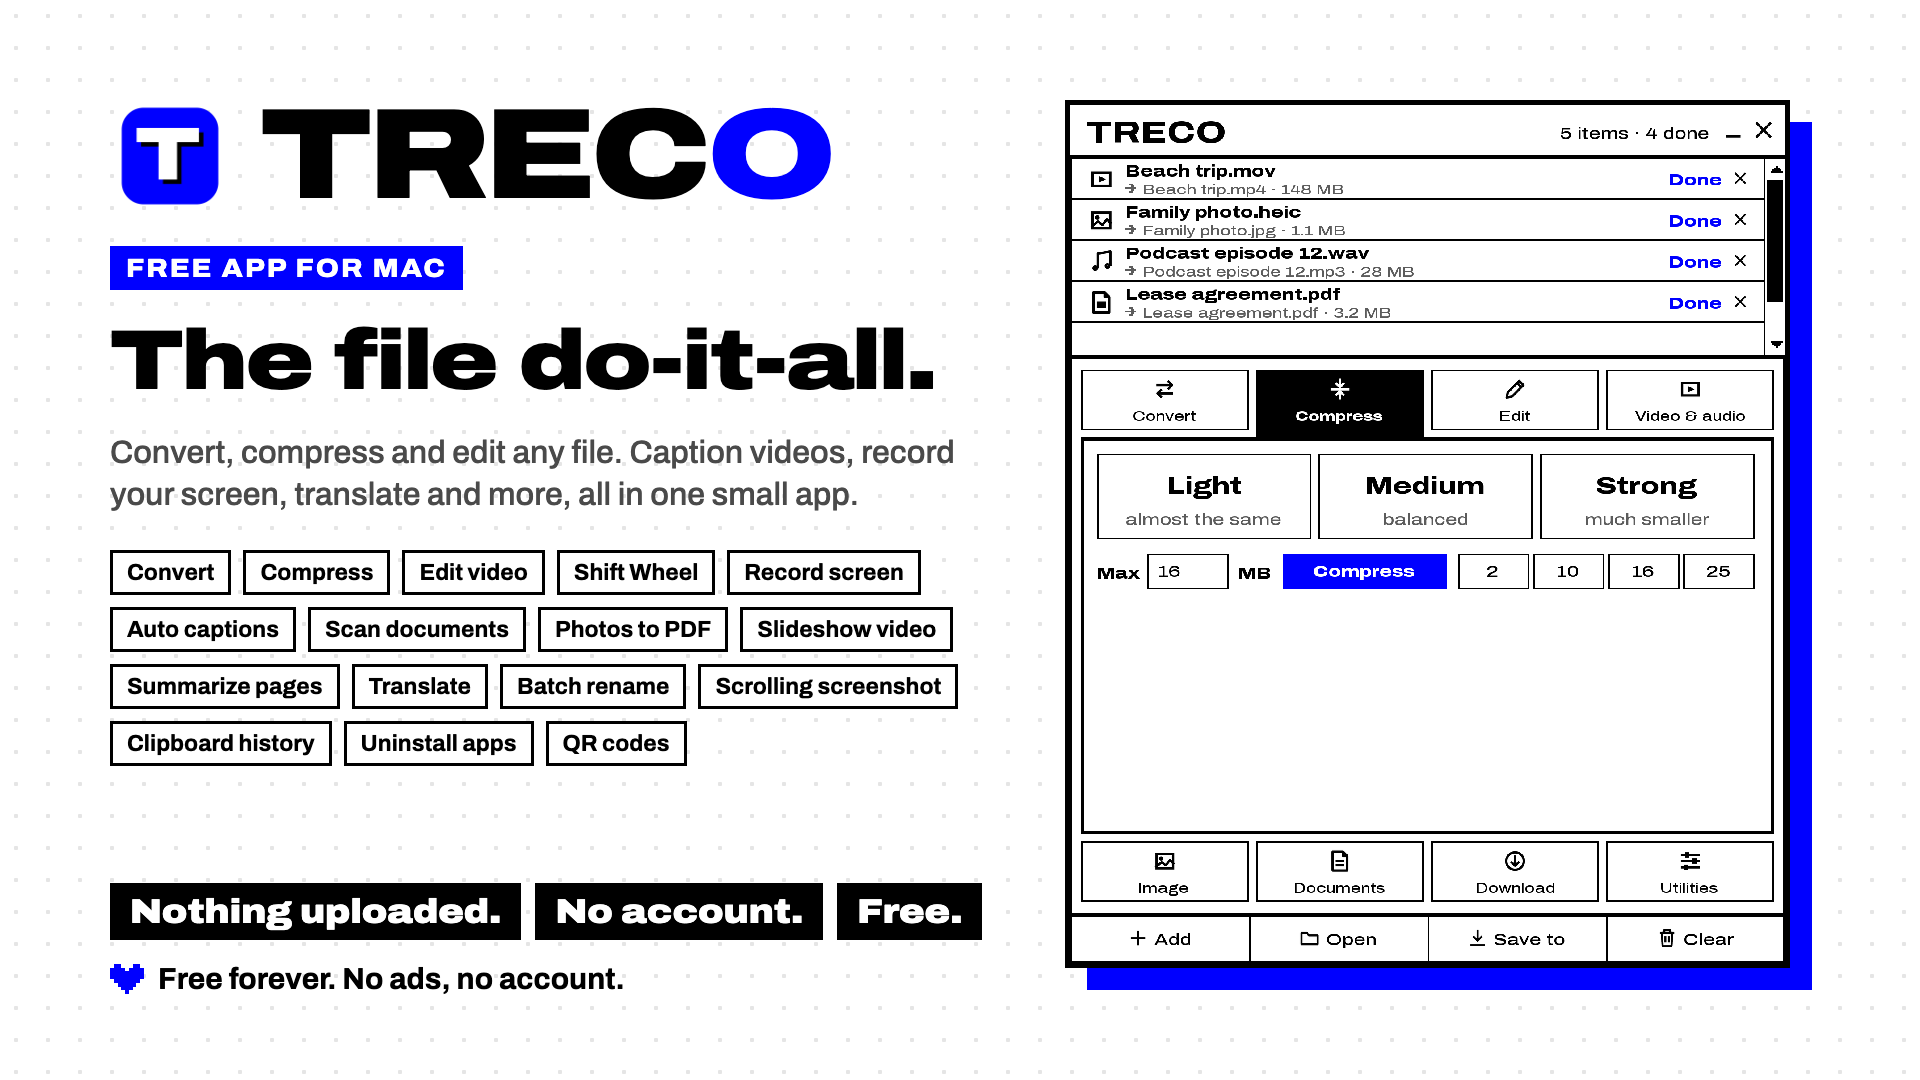 T TRECO
FREE APP FOR MAC
The file do-it-all.
Convert, compress and edit any file. Caption videos, record
your screen, translate and more, all in one small app.
Convert Compress Edit video Shift Wheel Record screen
Auto captions Scan documents Photos to PDF Slideshow video
Summarize pages Translate Batch rename Scrolling screenshot
Clipboard history Uninstall apps QR codes
Nothing uploaded. No account. Free.
Free forever. No ads, no account.
TRECO 5 items · 4 done
Beach trip.mov
→ Beach trip.mp4 · 148 MB Done
Family photo.heic
→ Family photo.jpg · 1.1 MB Done
Podcast episode 12.wav
→ Podcast episode 12.mp3 · 28 MB Done
Lease agreement.pdf
→ Lease agreement.pdf · 3.2 MB Done
Convert Compress Edit Video & audio
Light Medium Strong
almost the same balanced much smaller
Max 16 MB Compress 2 10 16 25
Image Documents Download Utilities
+ Add Open Save to Clear